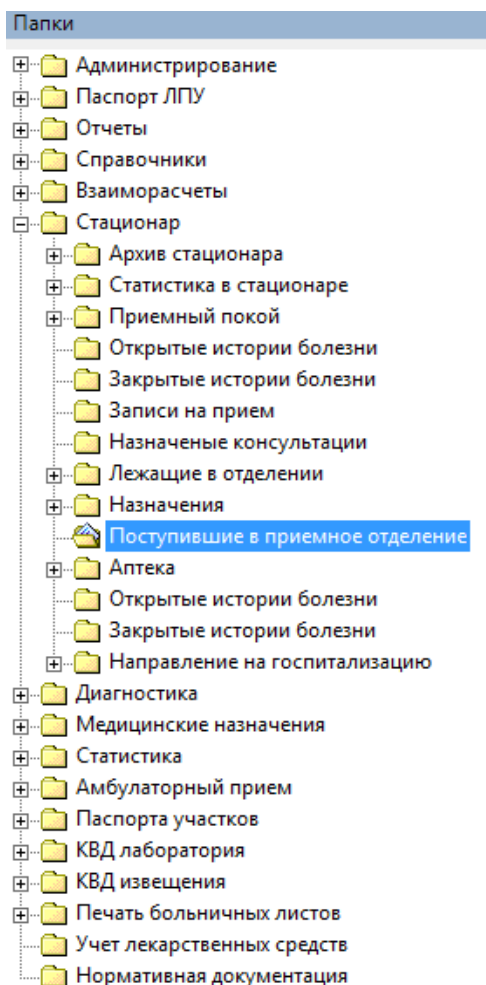 Папки
Администрирование
Паспорт ЛПУ
Отчеты
Справочники
Взаиморасчеты
Стационар
Архив стационара
Статистика в стационаре
Приемный покой
Открытые истории болезни
Закрытые истории болезни
Записи на прием
Назначеные консультации
Лежащие в отделении
Назначения
Поступившие в приемное отделение
Аптека
Открытые истории болезни
Закрытые истории болезни
Направление на госпитализацию
Диагностика
Медицинские назначения
Статистика
Амбулаторный прием
Паспорта участков
КВД лаборатория
КВД извещения
Печать больничных листов
Учет лекарственных средств
Нормативная документация